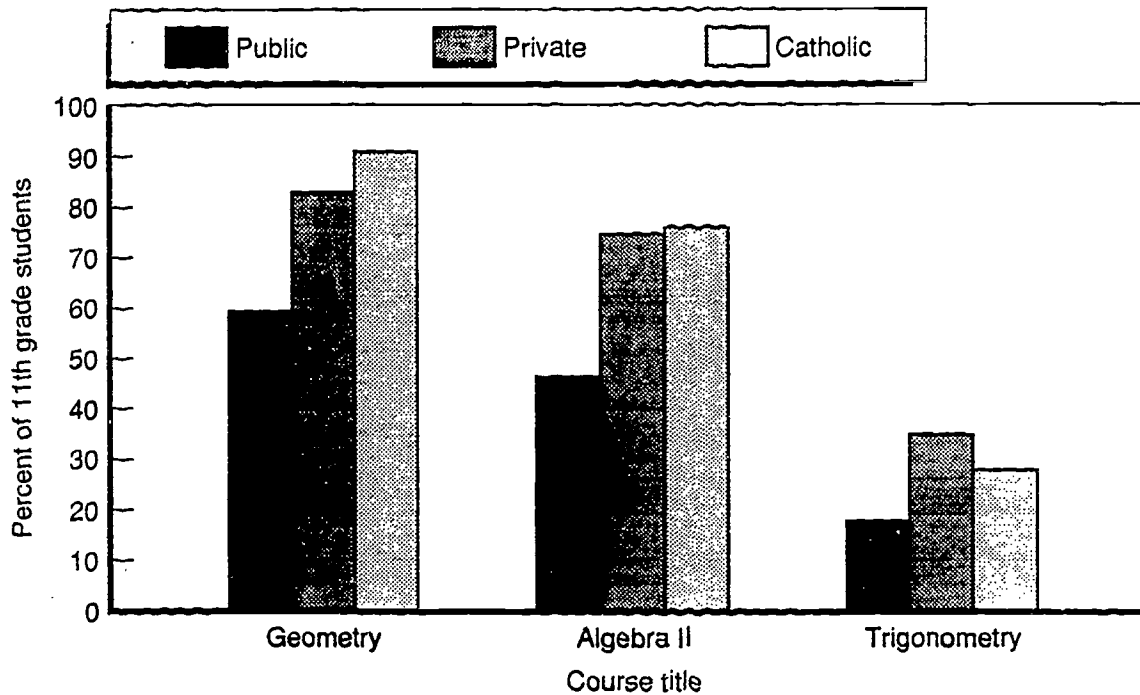 Public Private Catholic
100
90
80
70
60
50
40
30
20
10
0
Percent of 11th grade students
Geometry Algebra II Trigonometry
Course title